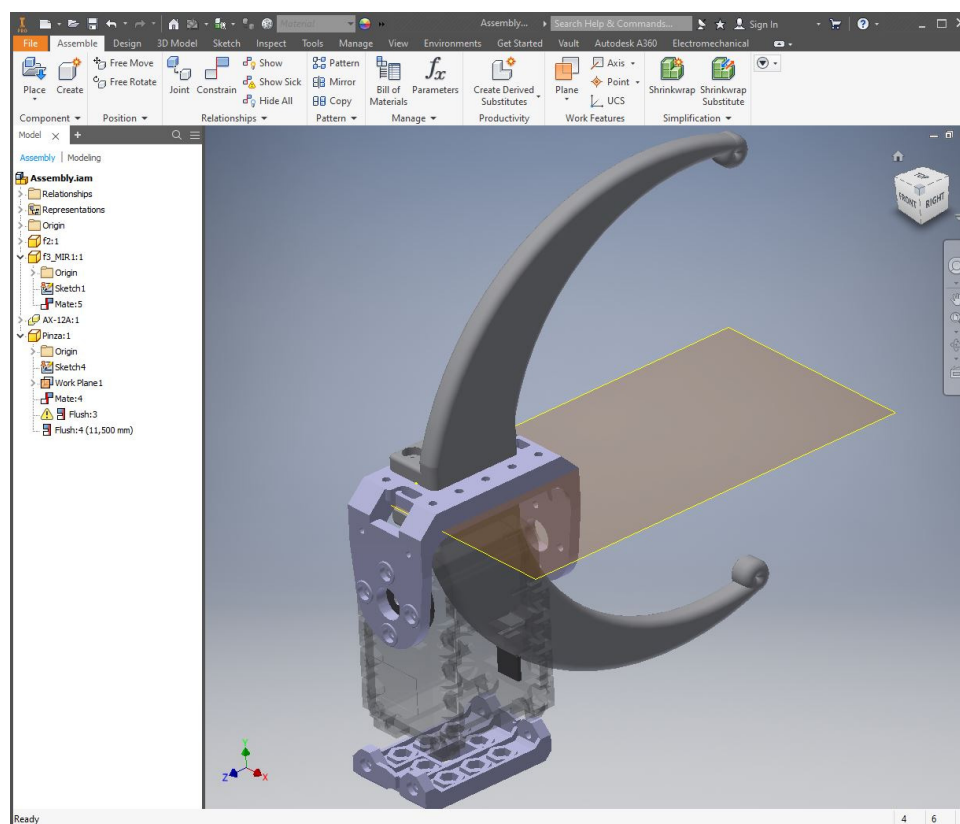 PRO
Material
Assembly...
Search Help & Commands...
Sign In
File Assemble Design 3D Model Sketch Inspect Tools Manage View Environments Get Started Vault Autodesk A360 Electromechanical
Place
Create
Free Move
Free Rotate
Joint
Constrain
Show
Show Sick
Hide All
Pattern
Mirror
Copy
Bill of
Materials
fx
Parameters
Create Derived
Substitutes
Plane
Axis
Point
UCS
Shrinkwrap
Shrinkwrap
Substitute
Component Position Relationships Pattern Manage Productivity Work Features Simplification
Model
Assembly | Modeling
Assembly.iam
Relationships
Representations
Origin
f2:1
f3_MIR1:1
Origin
Sketch1
Mate:5
AX-12A:1
Pinza:1
Origin
Sketch4
Work Plane1
Mate:4
Flush:3
Flush:4 (11,500 mm)
TOP
FRONT
RIGHT
Y
Z
X
Ready
4 6